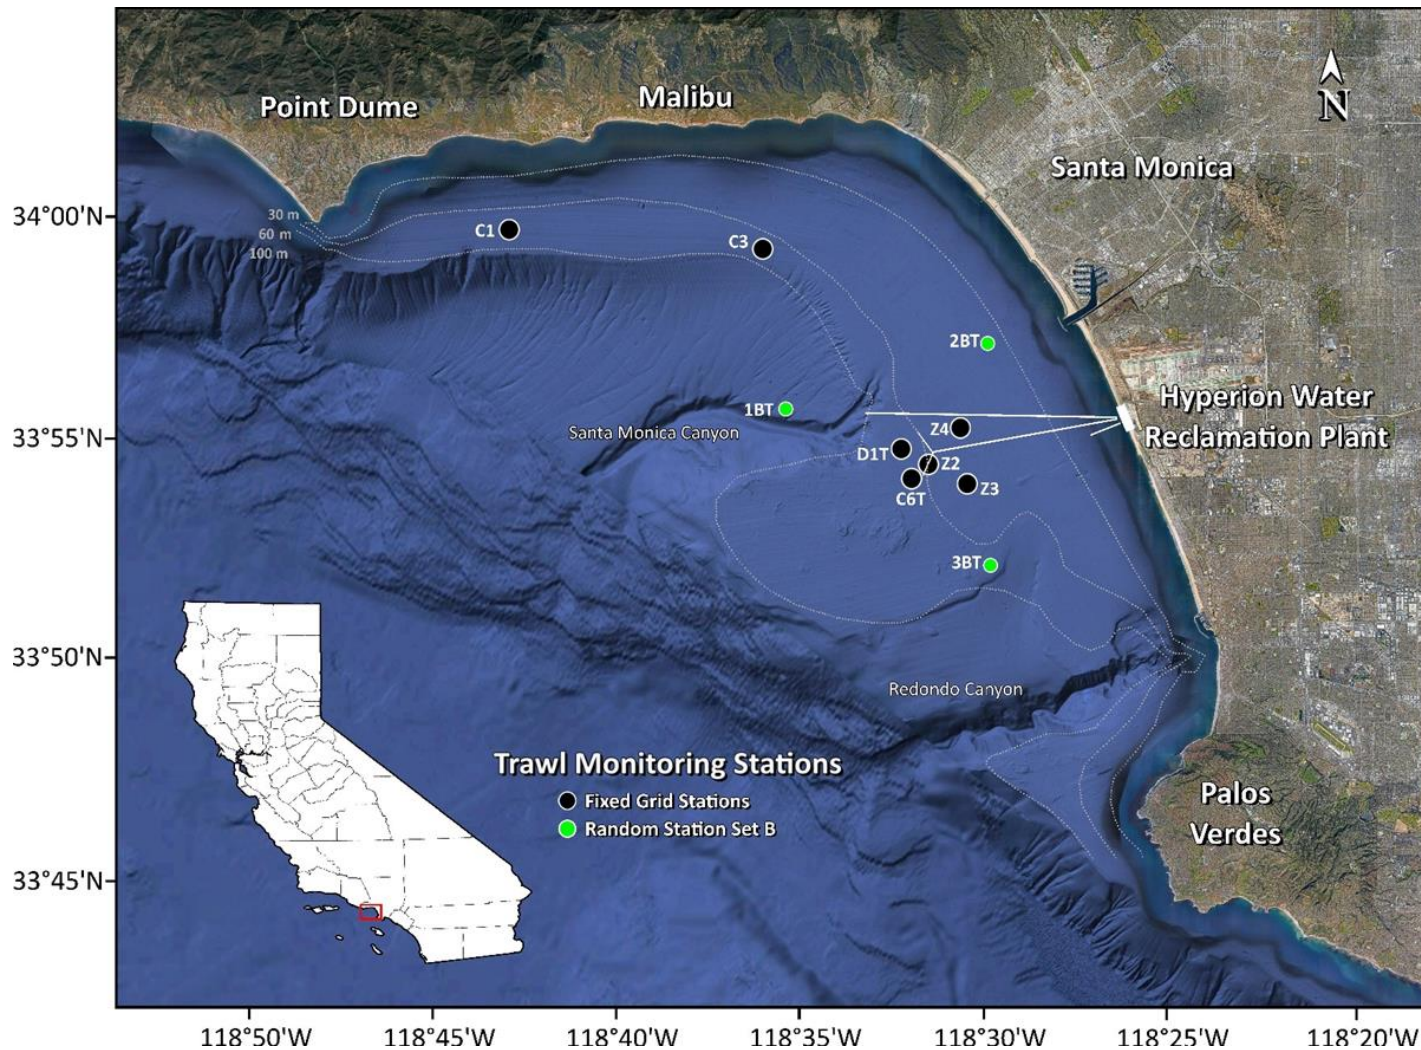 Point Dume
Malibu
N
Santa Monica
34°00'N
30 m
60 m
100 m
C1
C3
2BT
1BT
Hyperion Water
Reclamation Plant
Santa Monica Canyon
33°55'N
Z4
D1T
Z2
C6T
Z3
3BT
33°50'N
Redondo Canyon
Trawl Monitoring Stations
Fixed Grid Stations
Random Station Set B
Palos
Verdes
33°45'N
118°50'W
118°45'W
118°40'W
118°35'W
118°30'W
118°25'W
118°20'W